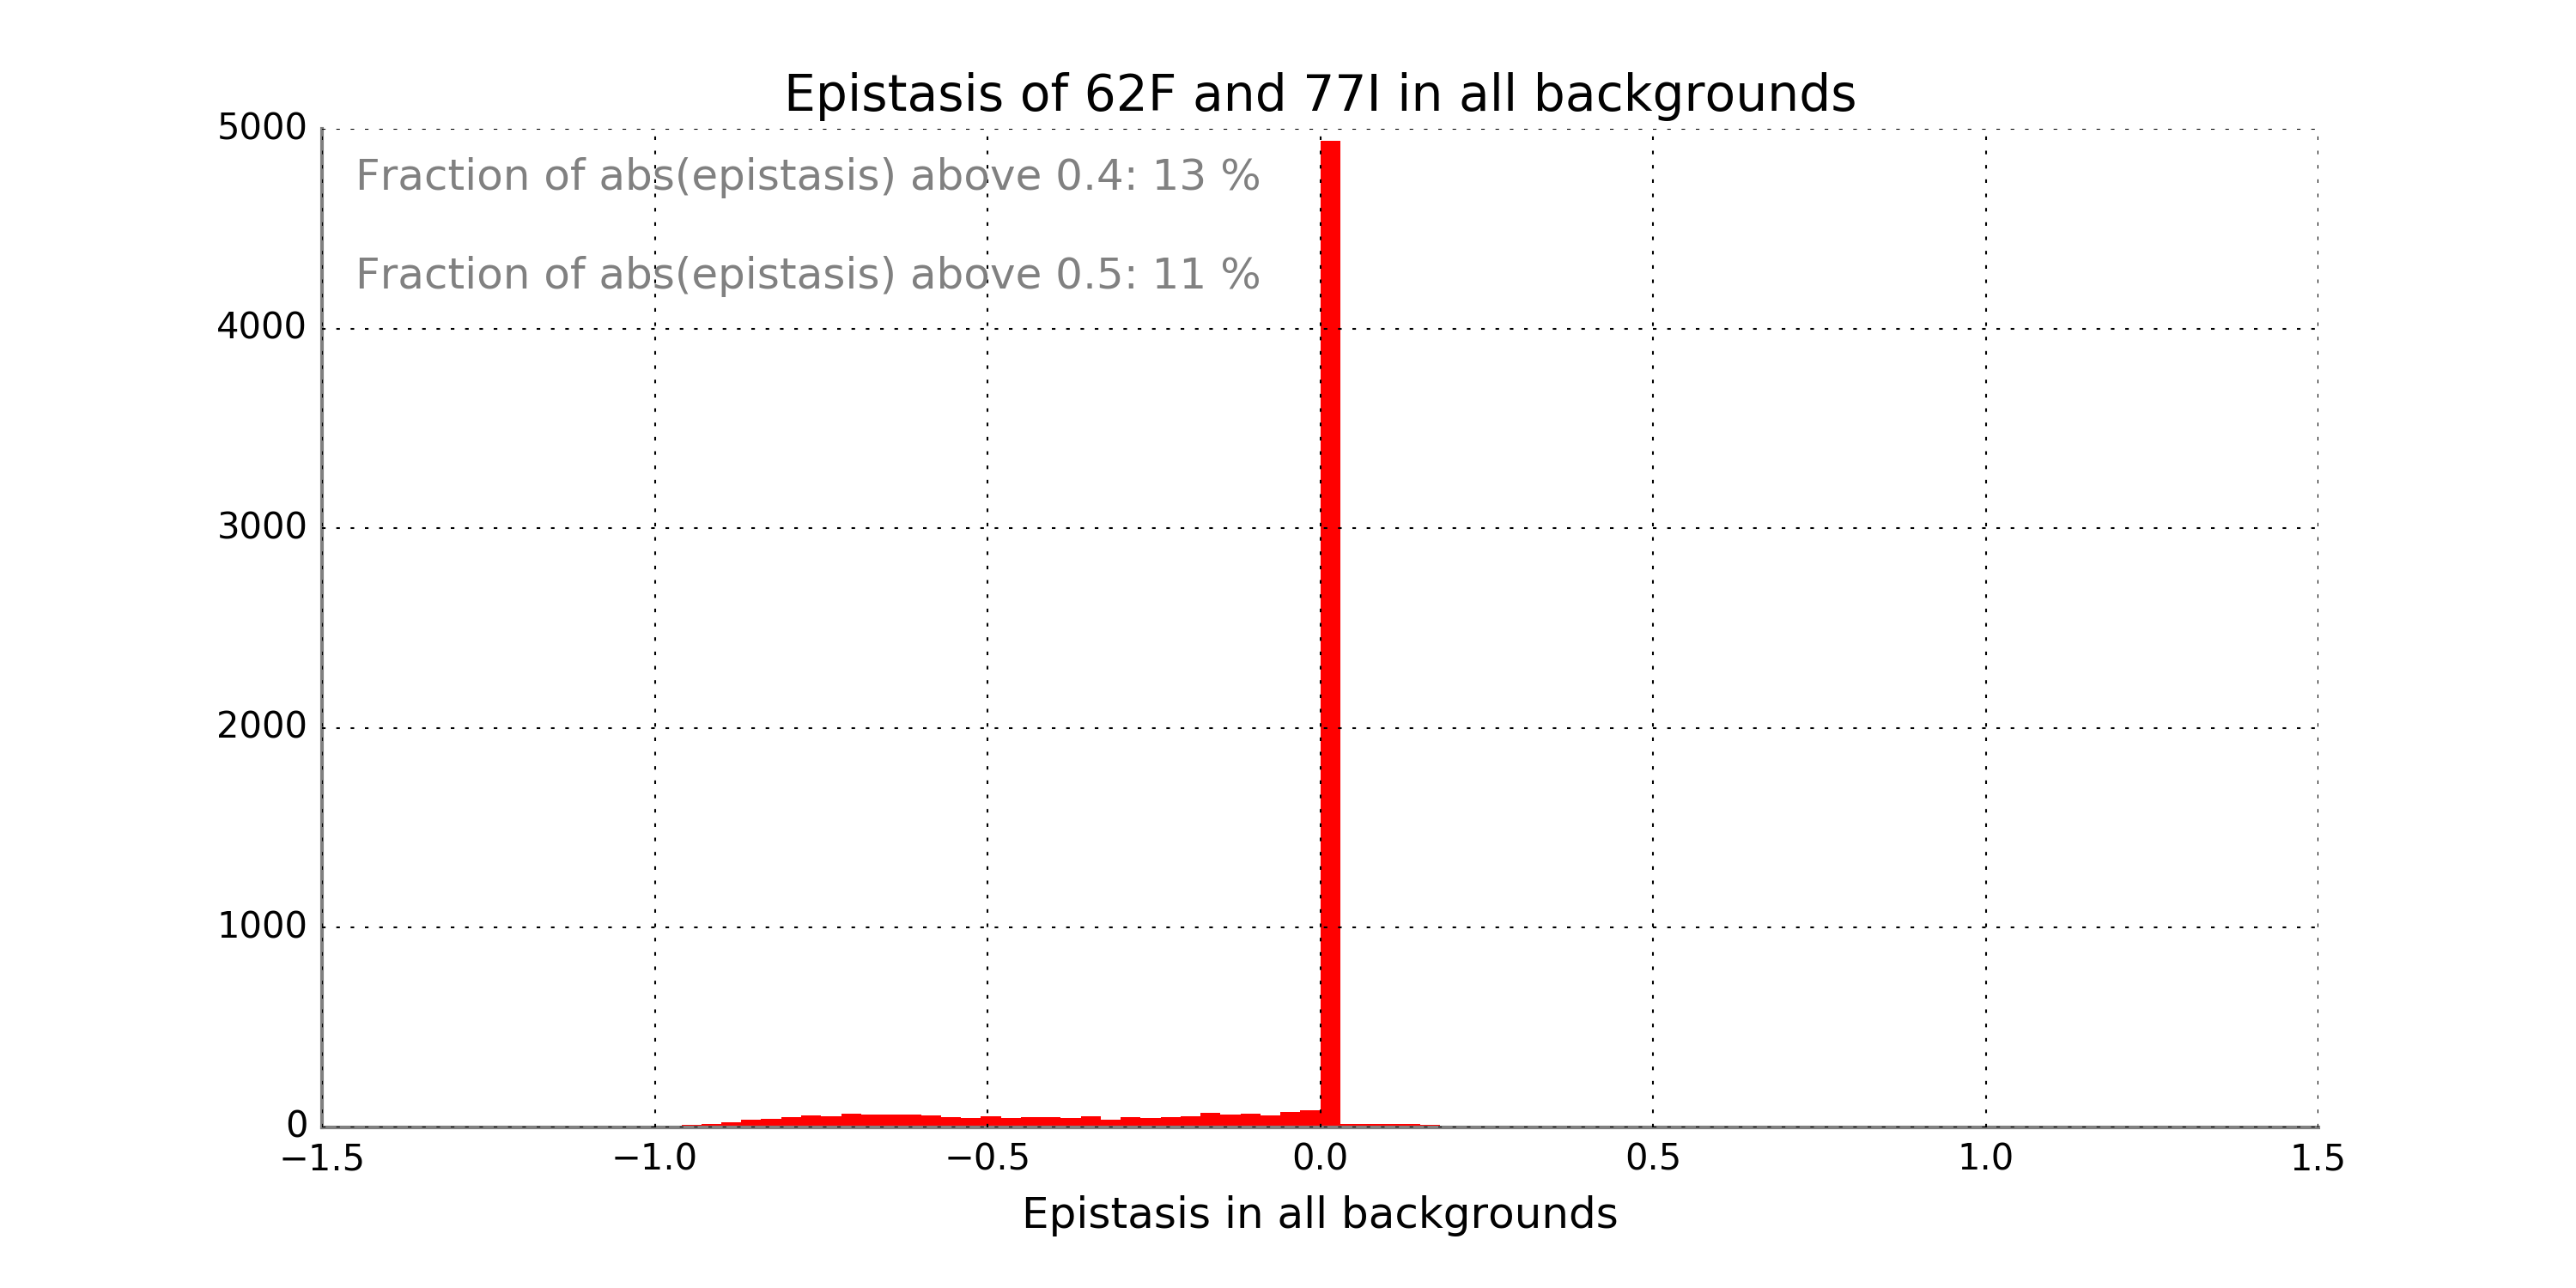 Epistasis of 62F and 77I in all backgrounds
5000
Fraction of abs(epistasis) above 0.4: 13 %
Fraction of abs(epistasis) above 0.5: 11 %
4000
3000
2000
1000
0
−1.5 −1.0 −0.5 0.0 0.5 1.0 1.5
Epistasis in all backgrounds